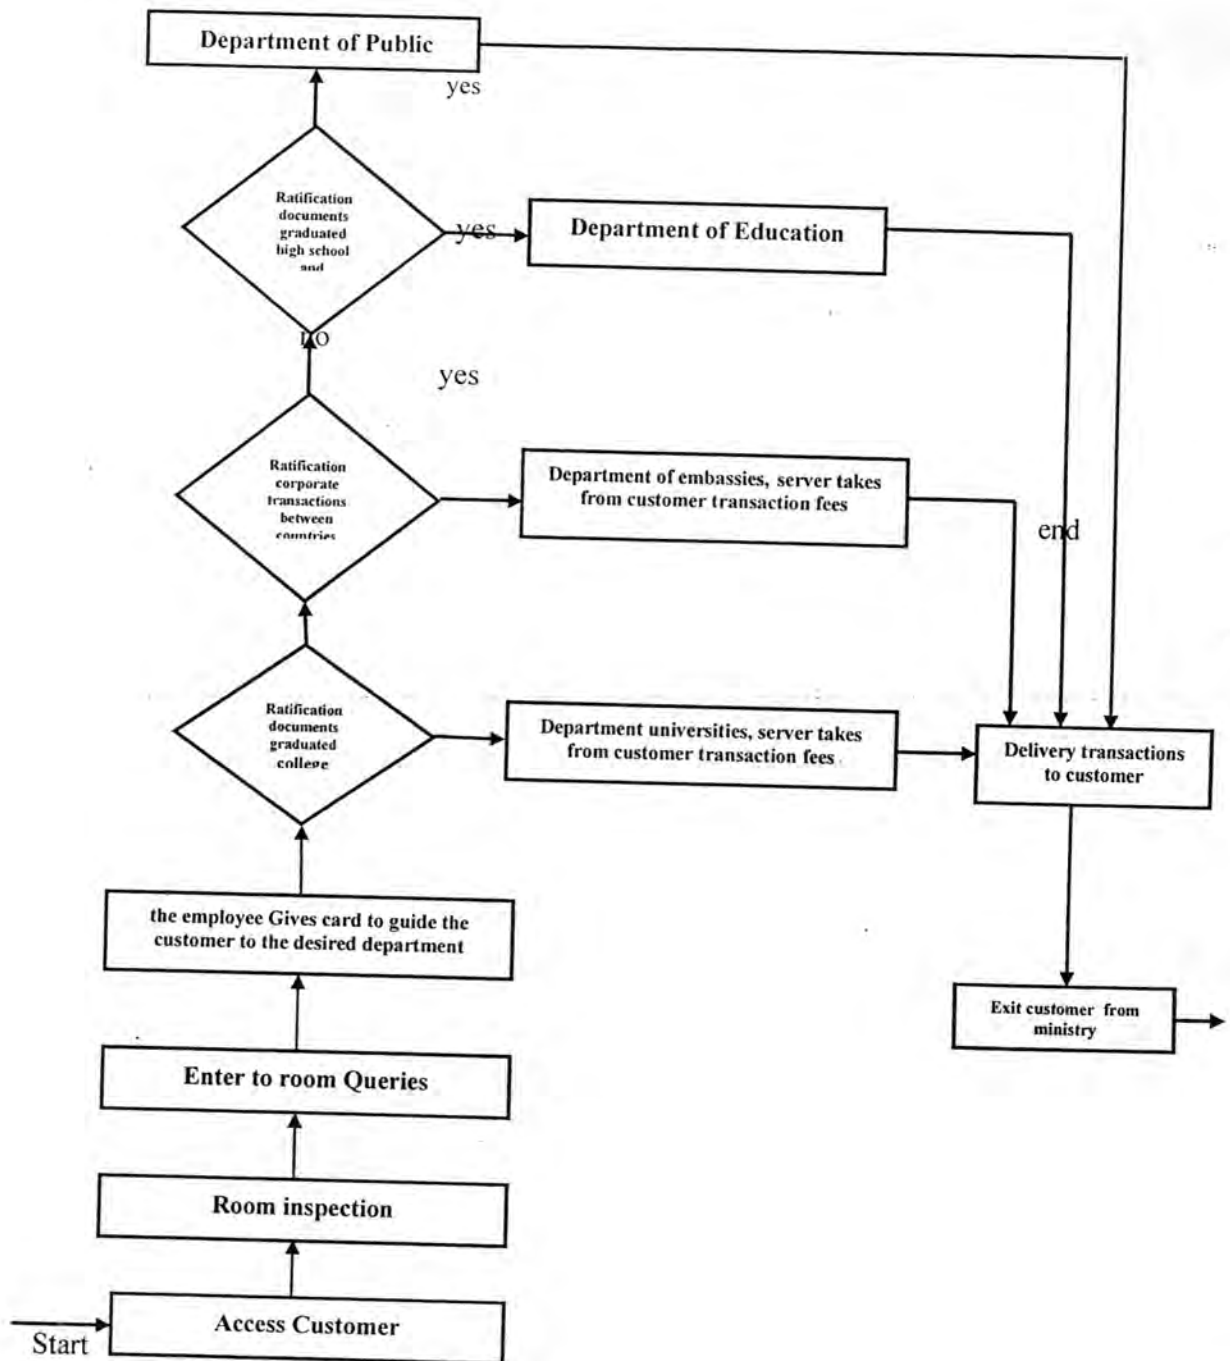 Department of Public
yes
Ratification
documents
graduated
high school
and
yes
Department of Education
no
yes
Ratification
corporate
transactions
between
countries
Department of embassies, server takes
from customer transaction fees
end
Ratification
documents
graduated
college
Department universities, server takes
from customer transaction fees
Delivery transactions
to customer
the employee Gives card to guide the
customer to the desired department
Exit customer from
ministry
Enter to room Queries
Room inspection
Access Customer
Start